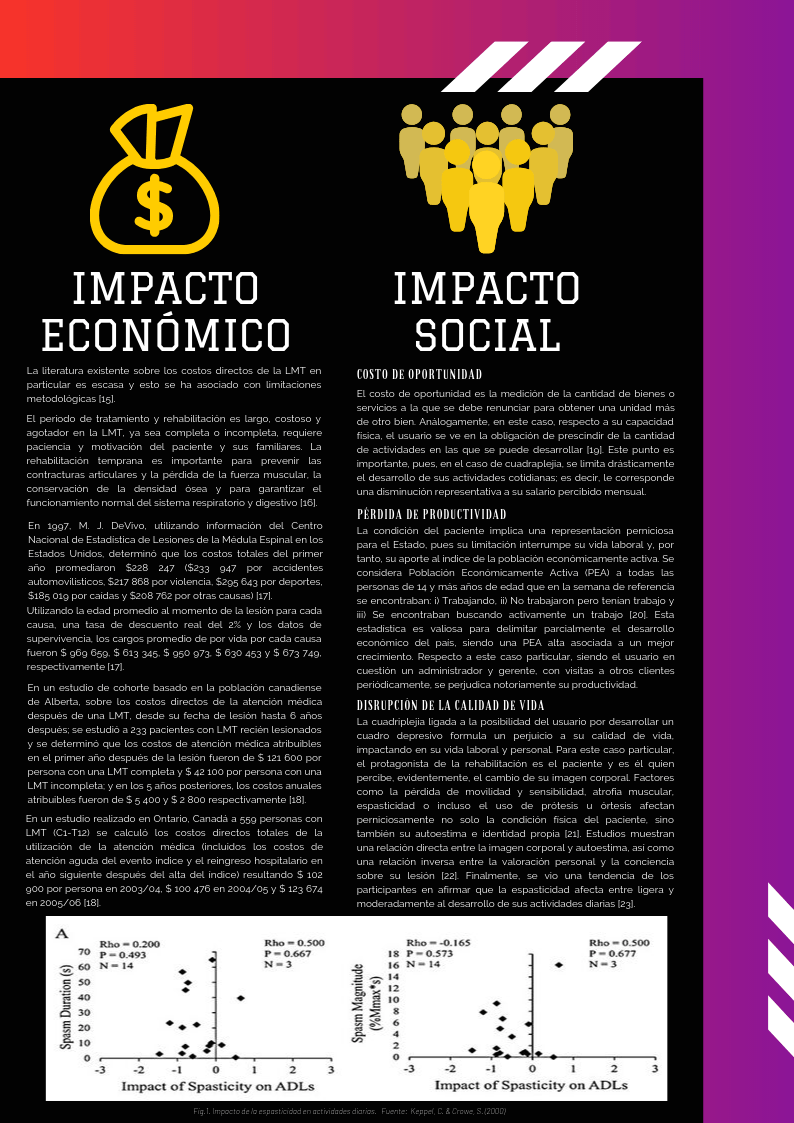 $
IMPACTO
ECONÓMICO
La literatura existente sobre los costos directos de la LMT en
particular es escasa y esto se ha asociado con limitaciones
metodológicas [15].
El periodo de tratamiento y rehabilitación es largo, costoso y
agotador en la LMT, ya sea completa o incompleta, requiere
paciencia y motivación del paciente y sus familiares. La
rehabilitación temprana es importante para prevenir las
contracturas articulares y la pérdida de la fuerza muscular, la
conservación de la densidad ósea y para garantizar el
funcionamiento normal del sistema respiratorio y digestivo [16].
En 1997, M. J. DeVivo, utilizando información del Centro
Nacional de Estadística de Lesiones de la Médula Espinal en los
Estados Unidos, determinó que los costos totales del primer
año promediaron $228 247 ($233 947 por accidentes
automovilísticos, $217 868 por violencia, $295 643 por deportes,
$185 019 por caídas y $208 762 por otras causas) [17].
Utilizando la edad promedio al momento de la lesión para cada
causa, una tasa de descuento real del 2% y los datos de
supervivencia, los cargos promedio de por vida por cada causa
fueron $ 969 659, $ 613 345, $ 950 973, $ 630 453 y $ 673 749,
respectivamente [17].
En un estudio de cohorte basado en la población canadiense
de Alberta, sobre los costos directos de la atención médica
después de una LMT, desde su fecha de lesión hasta 6 años
después; se estudió a 233 pacientes con LMT recién lesionados
y se determinó que los costos de atención médica atribuibles
en el primer año después de la lesión fueron de $ 121 600 por
persona con una LMT completa y $ 42 100 por persona con una
LMT incompleta; y en los 5 años posteriores, los costos anuales
atribuibles fueron de $ 5 400 y $ 2 800 respectivamente [18].
En un estudio realizado en Ontario, Canadá a 559 personas con
LMT (C1-T12) se calculó los costos directos totales de la
utilización de la atención médica (incluidos los costos de
atención aguda del evento índice y el reingreso hospitalario en
el año siguiente después del alta del índice) resultando $ 102
900 por persona en 2003/04, $ 100 476 en 2004/05 y $ 123 674
en 2005/06 [18].
IMPACTO
SOCIAL
COSTO DE OPORTUNIDAD
El costo de oportunidad es la medición de la cantidad de bienes o
servicios a la que se debe renunciar para obtener una unidad más
de otro bien. Análogamente, en este caso, respecto a su capacidad
física, el usuario se ve en la obligación de prescindir de la cantidad
de actividades en las que se puede desarrollar [19]. Este punto es
importante, pues, en el caso de cuadraplejia, se limita drásticamente
el desarrollo de sus actividades cotidianas; es decir, le corresponde
una disminución representativa a su salario percibido mensual.
PÉRDIDA DE PRODUCTIVIDAD
La condición del paciente implica una representación perniciosa
para el Estado, pues su limitación interrumpe su vida laboral y, por
tanto, su aporte al índice de la población económicamente activa. Se
considera Población Económicamente Activa (PEA) a todas las
personas de 14 y más años de edad que en la semana de referencia
se encontraban: i) Trabajando, ii) No trabajaron pero tenían trabajo y
iii) Se encontraban buscando activamente un trabajo [20]. Esta
estadística es valiosa para delimitar parcialmente el desarrollo
económico del país, siendo una PEA alta asociada a un mejor
crecimiento. Respecto a este caso particular, siendo el usuario en
cuestión un administrador y gerente, con visitas a otros clientes
periódicamente, se perjudica notoriamente su productividad.
DISRUPCIÓN DE LA CALIDAD DE VIDA
La cuadriplejia ligada a la posibilidad del usuario por desarrollar un
cuadro depresivo formula un perjuicio a su calidad de vida,
impactando en su vida laboral y personal. Para este caso particular,
el protagonista de la rehabilitación es el paciente y es él quien
percibe, evidentemente, el cambio de su imagen corporal. Factores
como la pérdida de movilidad y sensibilidad, atrofia muscular,
espasticidad o incluso el uso de prótesis u órtesis afectan
perniciosamente no solo la condición física del paciente, sino
también su autoestima e identidad propia [21]. Estudios muestran
una relación directa entre la imagen corporal y autoestima, así como
una relación inversa entre la valoración personal y la conciencia
sobre su lesión [22]. Finalmente, se vio una tendencia de los
participantes en afirmar que la espasticidad afecta entre ligera y
moderadamente al desarrollo de sus actividades diarias [23].
A
Rho = 0.200
P = 0.493
N = 14
Rho = 0.500
P = 0.667
N = 3
Spasm Duration (s)
70
60
50
40
30
20
10
0
-3 -2 -1 0 1 2 3
Impact of Spasticity on ADLs
Rho = -0.165
P = 0.573
N = 14
Rho = 0.500
P = 0.677
N = 3
Spasm Magnitude
(%Mmax*s)
18
16
14
12
10
8
6
4
2
0
-3 -2 -1 0 1 2 3
Impact of Spasticity on ADLs
Fig.1. Impacto de la espasticidad en actividades diarias. Fuente: Keppel, C. & Crowe, S..(2000)